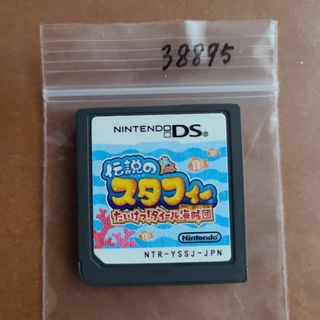 38895
NINTENDO DS
伝説の
スタフィー
たいけつ!ダイール海賊団
Nintendo
NTR-YSSJ-JPN